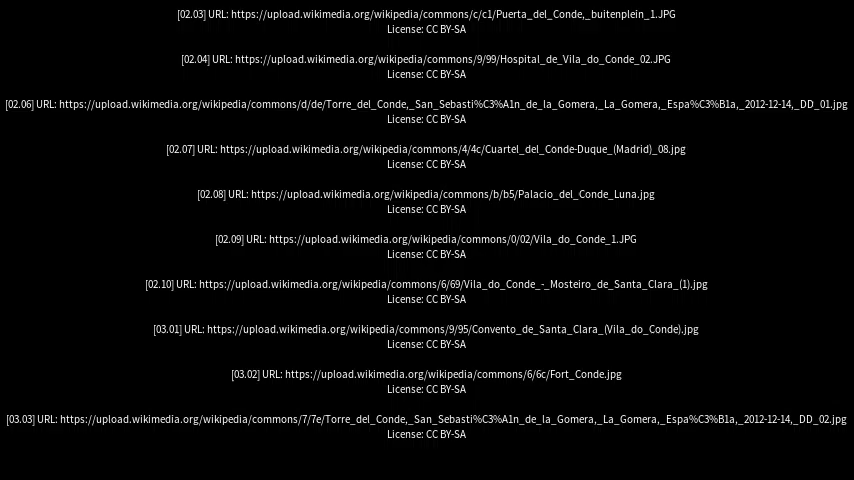 [02.03] URL: https://upload.wikimedia.org/wikipedia/commons/c/c1/Puerta_del_Conde,_buitenplein_1.JPG
License: CC BY-SA
[02.04] URL: https://upload.wikimedia.org/wikipedia/commons/9/99/Hospital_de_Vila_do_Conde_02.JPG
License: CC BY-SA
[02.06] URL: https://upload.wikimedia.org/wikipedia/commons/d/de/Torre_del_Conde,_San_Sebasti%C3%A1n_de_la_Gomera,_La_Gomera,_Espa%C3%B1a,_2012-12-14,_DD_01.jpg
License: CC BY-SA
[02.07] URL: https://upload.wikimedia.org/wikipedia/commons/4/4c/Cuartel_del_Conde-Duque_(Madrid)_08.jpg
License: CC BY-SA
[02.08] URL: https://upload.wikimedia.org/wikipedia/commons/b/b5/Palacio_del_Conde_Luna.jpg
License: CC BY-SA
[02.09] URL: https://upload.wikimedia.org/wikipedia/commons/0/02/Vila_do_Conde_1.JPG
License: CC BY-SA
[02.10] URL: https://upload.wikimedia.org/wikipedia/commons/6/69/Vila_do_Conde_-_Mosteiro_de_Santa_Clara_(1).jpg
License: CC BY-SA
[03.01] URL: https://upload.wikimedia.org/wikipedia/commons/9/95/Convento_de_Santa_Clara_(Vila_do_Conde).jpg
License: CC BY-SA
[03.02] URL: https://upload.wikimedia.org/wikipedia/commons/6/6c/Fort_Conde.jpg
License: CC BY-SA
[03.03] URL: https://upload.wikimedia.org/wikipedia/commons/7/7e/Torre_del_Conde,_San_Sebasti%C3%A1n_de_la_Gomera,_La_Gomera,_Espa%C3%B1a,_2012-12-14,_DD_02.jpg
License: CC BY-SA